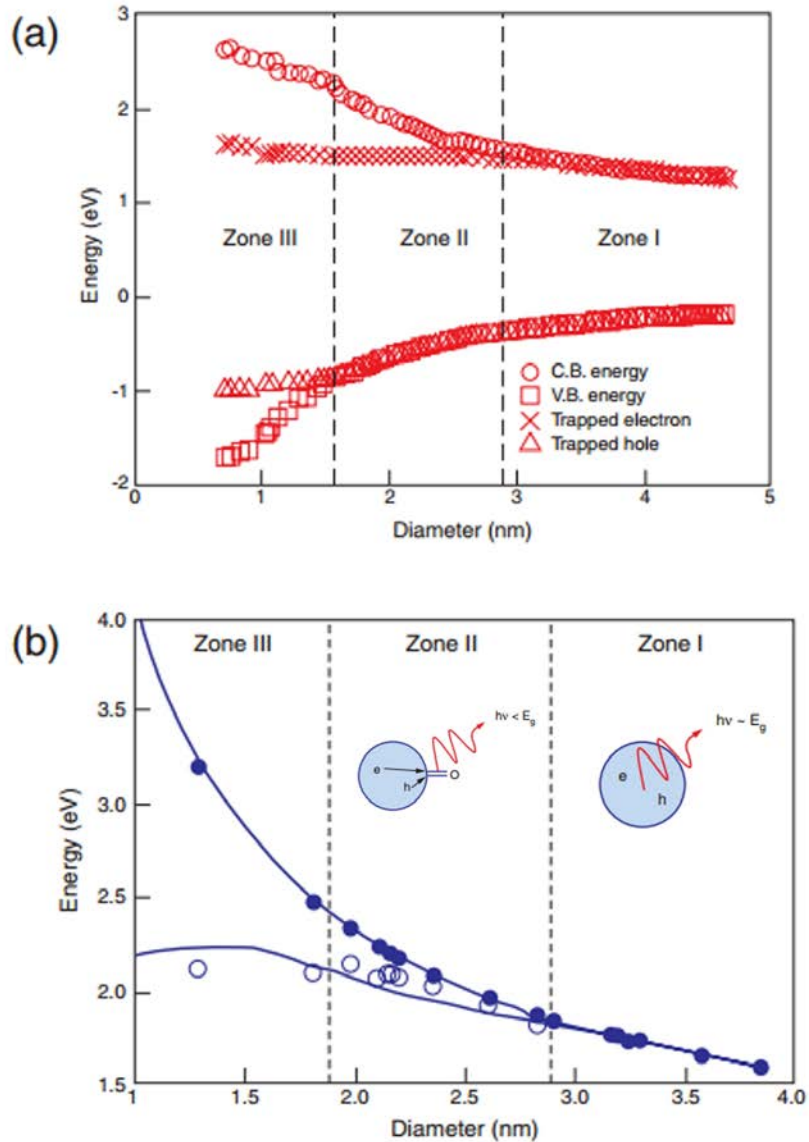 (a)
3
2
1
0
-1
-2
Energy (eV)
Zone III
Zone II
Zone I
C.B. energy
V.B. energy
Trapped electron
Trapped hole
0
1
2
3
4
5
Diameter (nm)
(b)
4.0
3.5
3.0
2.5
2.0
1.5
Energy (eV)
Zone III
Zone II
Zone I
hν < Eg
e
h
O
hν ~ Eg
e
h
1
1.5
2.0
2.5
3.0
3.5
4.0
Diameter (nm)